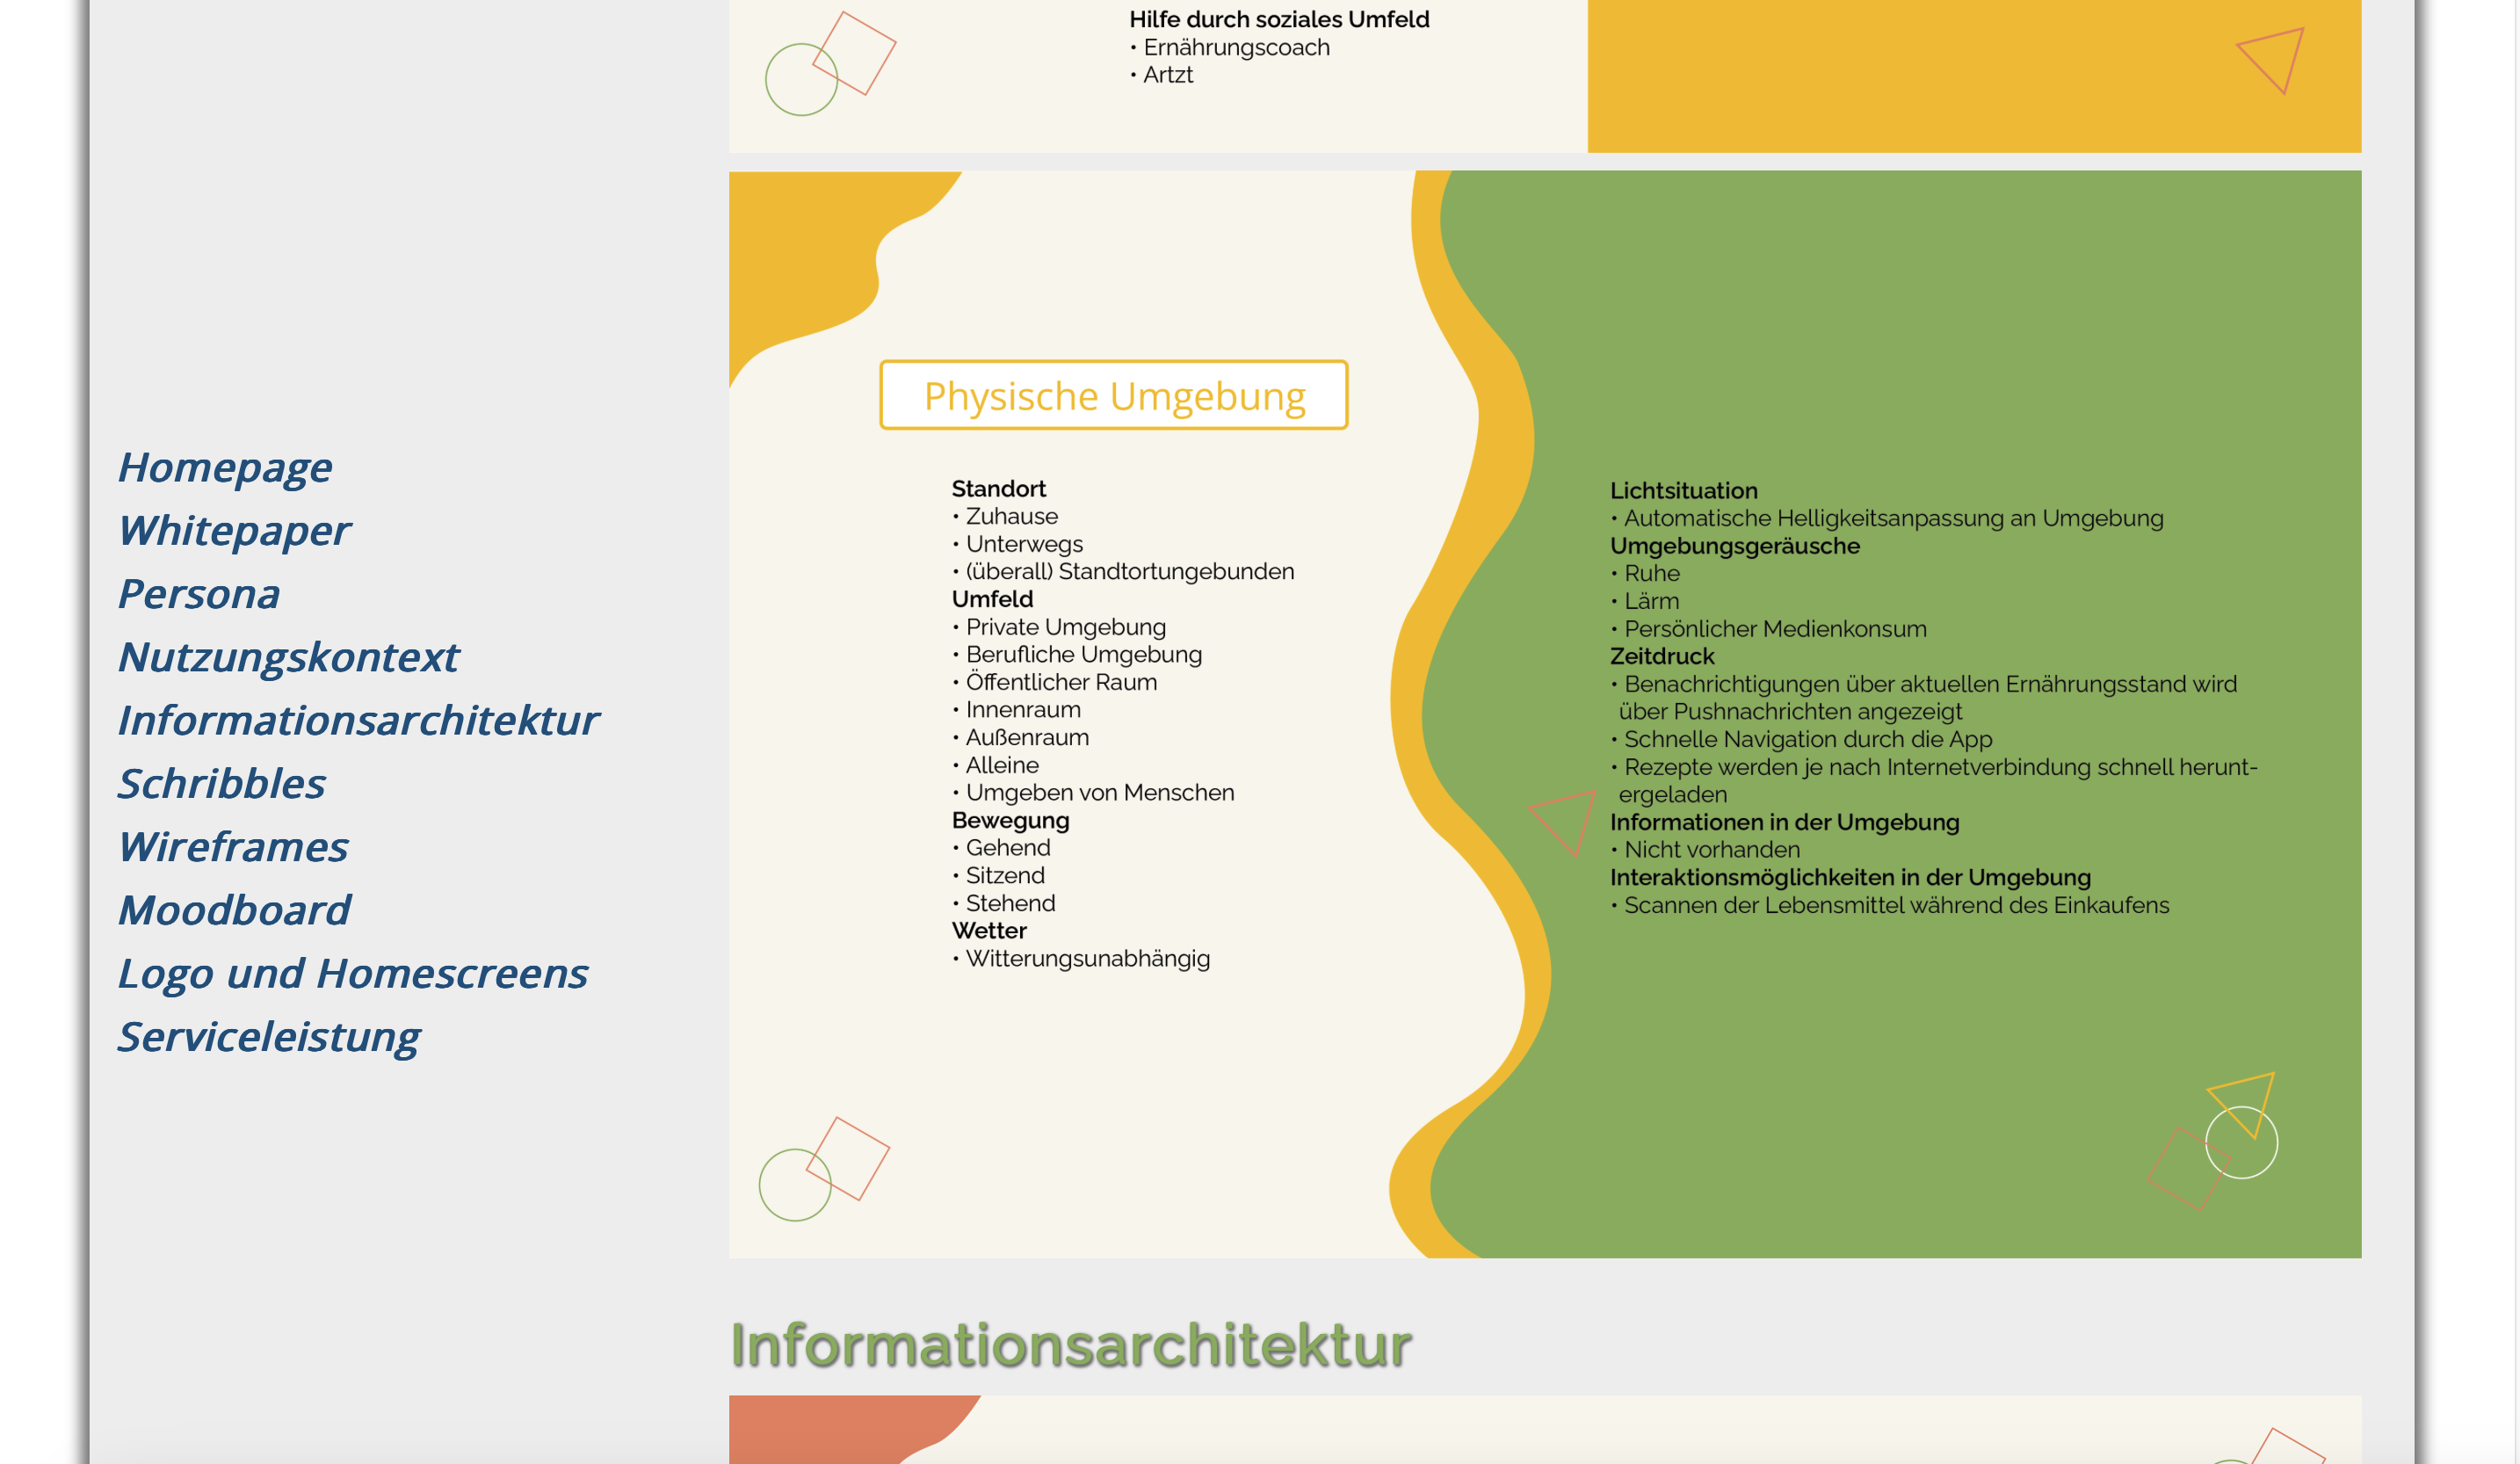 Hilfe durch soziales Umfeld
• Ernährungscoach
• Artzt
Homepage
Whitepaper
Persona
Nutzungskontext
Informationsarchitektur
Schribbles
Wireframes
Moodboard
Logo und Homescreens
Serviceleistung
Physische Umgebung
Standort
• Zuhause
• Unterwegs
• (überall) Standtortungebunden
Umfeld
• Private Umgebung
• Berufliche Umgebung
• Öffentlicher Raum
• Innenraum
• Außenraum
• Alleine
• Umgeben von Menschen
Bewegung
• Gehend
• Sitzend
• Stehend
Wetter
• Witterungsunabhängig
Lichtsituation
• Automatische Helligkeitsanpassung an Umgebung
Umgebungsgeräusche
• Ruhe
• Lärm
• Persönlicher Medienkonsum
Zeitdruck
• Benachrichtigungen über aktuellen Ernährungsstand wird
über Pushnachrichten angezeigt
• Schnelle Navigation durch die App
• Rezepte werden je nach Internetverbindung schnell herunt-
ergeladen
Informationen in der Umgebung
• Nicht vorhanden
Interaktionsmöglichkeiten in der Umgebung
• Scannen der Lebensmittel während des Einkaufens
Informationsarchitektur